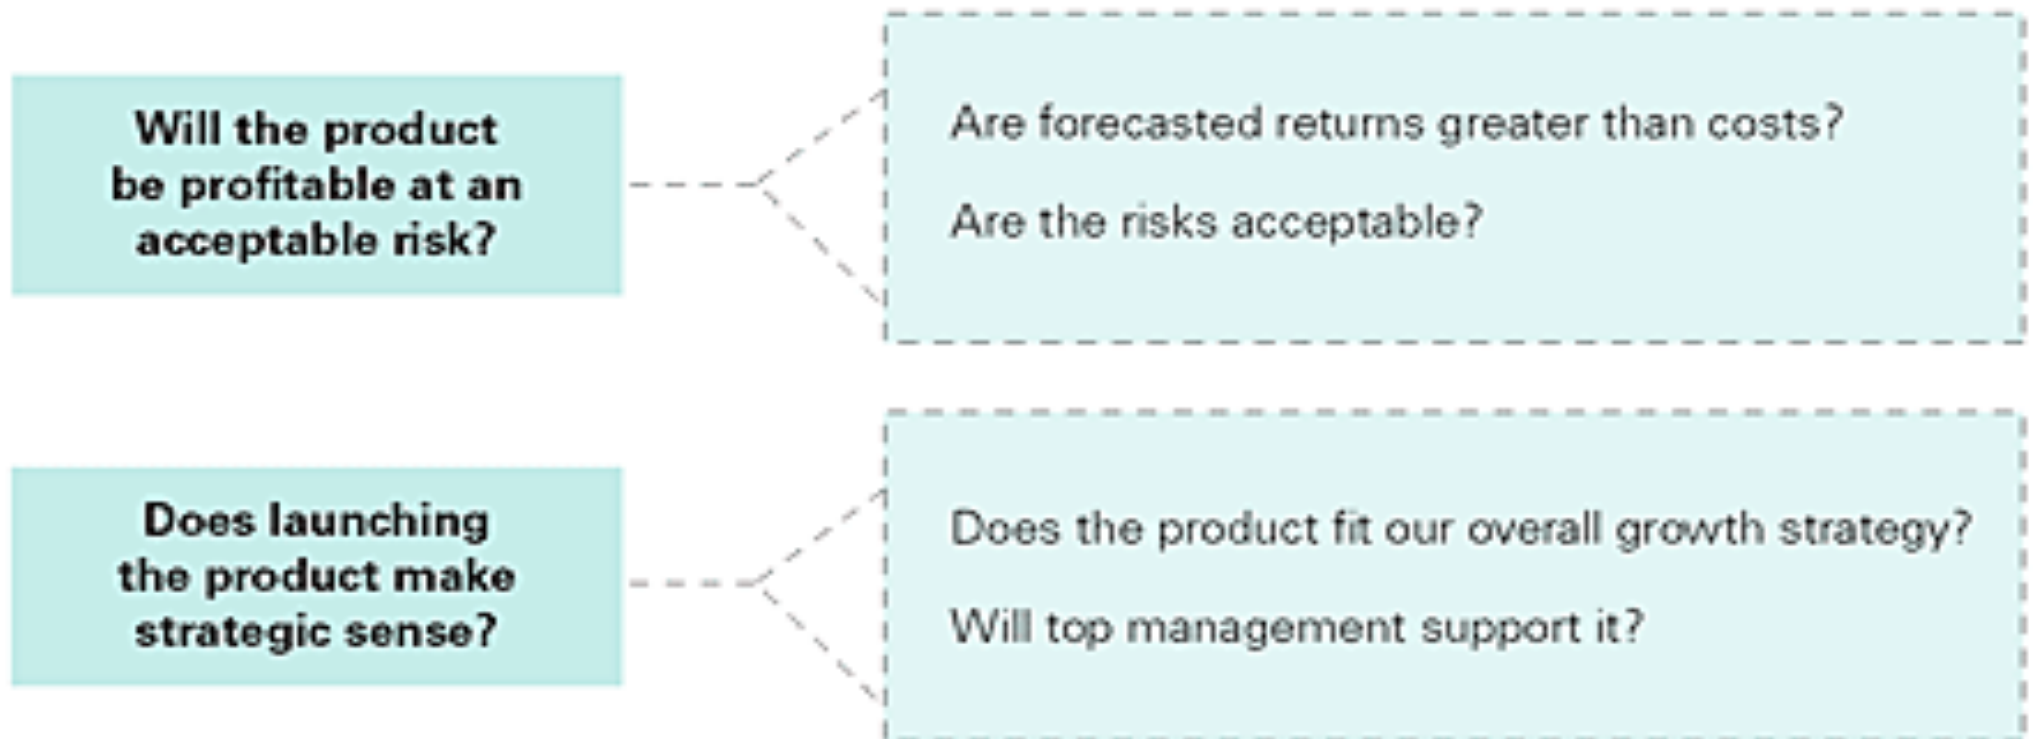 Will the product
be profitable at an
acceptable risk?
Are forecasted returns greater than costs?
Are the risks acceptable?
Does launching
the product make
strategic sense?
Does the product fit our overall growth strategy?
Will top management support it?